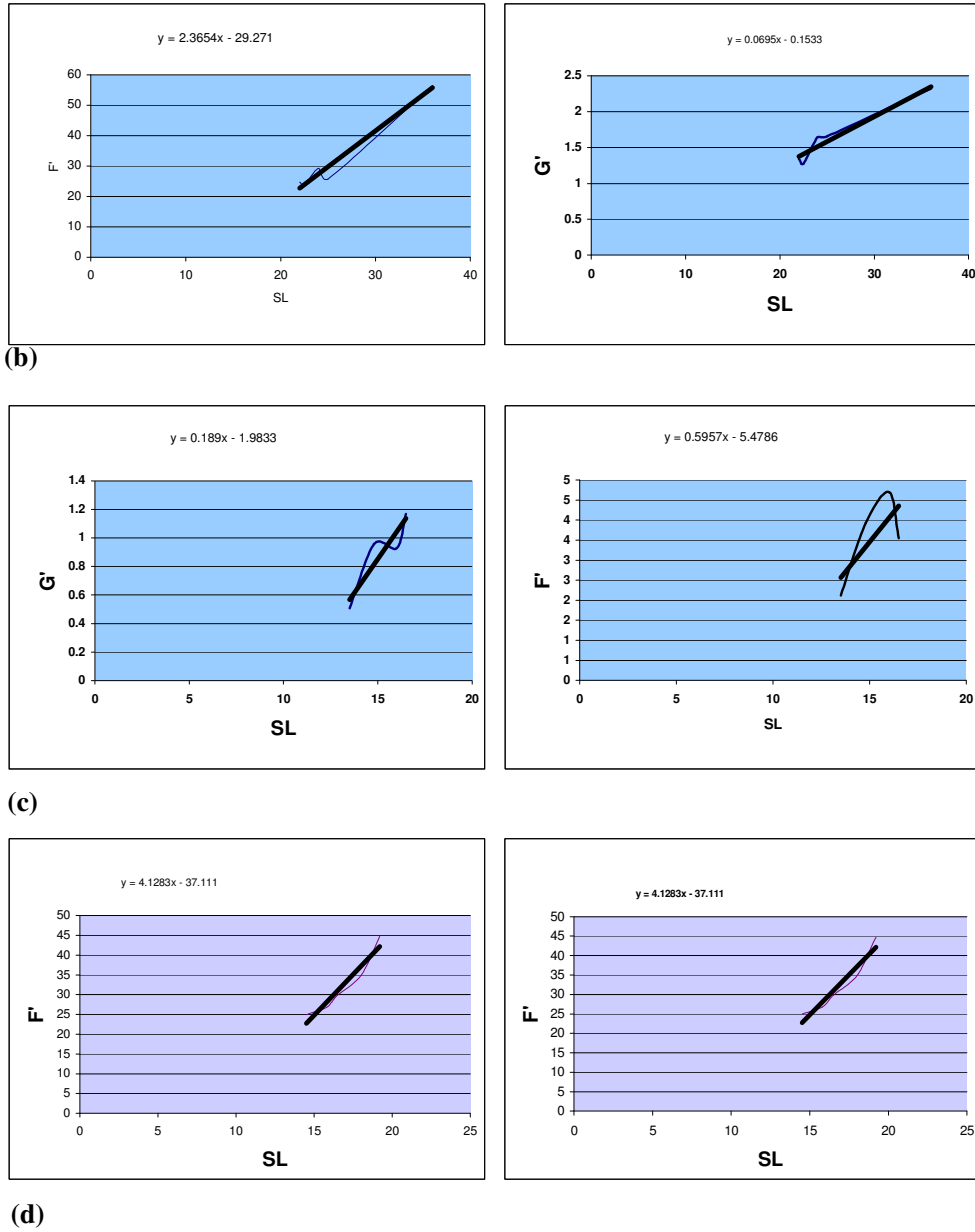 y = 2.3654x - 29.271
60
50
40
30
20
10
0
0 10 20 30 40
F'
SL
y = 0.0695x - 0.1533
2.5
2
1.5
1
0.5
0
0 10 20 30 40
G'
SL
(b)
y = 0.189x - 1.9833
1.4
1.2
1
0.8
0.6
0.4
0.2
0
0 5 10 15 20
G'
SL
y = 0.5957x - 5.4786
5
5
4
4
3
3
2
2
1
1
0
0 5 10 15 20
F'
SL
(c)
y = 4.1283x - 37.111
50
45
40
35
30
25
20
15
10
5
0
0 5 10 15 20 25
F'
SL
y = 4.1283x - 37.111
50
45
40
35
30
25
20
15
10
5
0
0 5 10 15 20 25
F'
SL
(d)